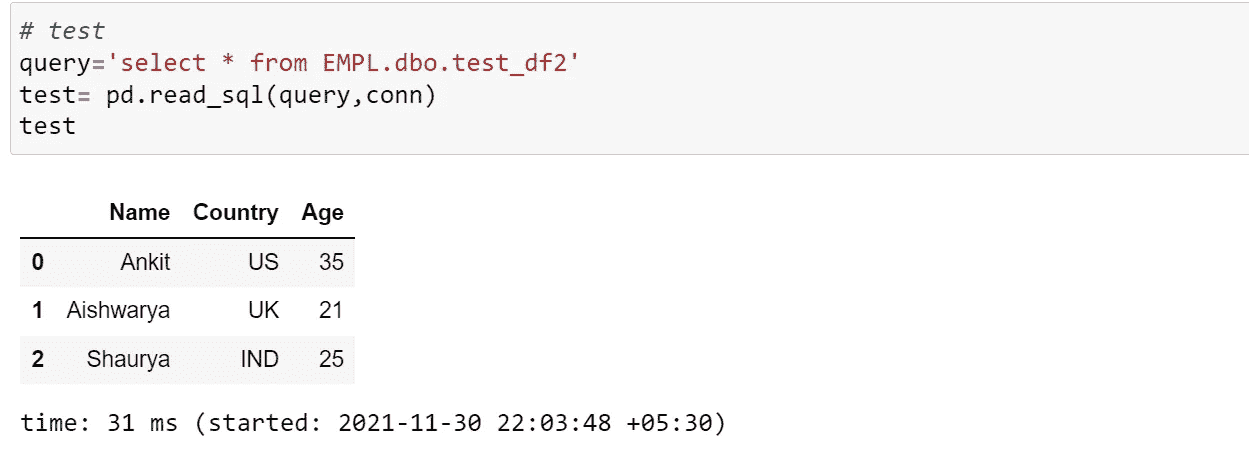 # test
query='select * from EMPL.dbo.test_df2'
test= pd.read_sql(query,conn)
test
Name Country Age
0 Ankit US 35
1 Aishwarya UK 21
2 Shaurya IND 25
time: 31 ms (started: 2021-11-30 22:03:48 +05:30)